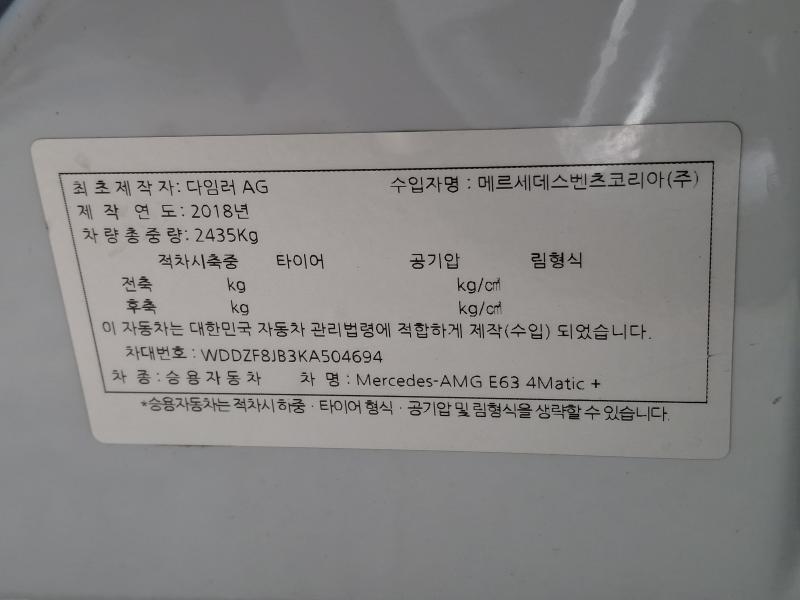 최초제작자: 다임러 AG 수입자명 : 메르세데스벤츠코리아(주)
제 작 연 도: 2018년
차량총중량: 2435Kg
적차시축중 타이어 공기압 림형식
전축 kg kg/㎠
후축 kg kg/㎠
이 자동차는 대한민국 자동차 관리법령에 적합하게 제작(수입) 되었습니다.
차대번호 : WDDZF8JB3KA504694
차 종 : 승용자동차 차 명 : Mercedes-AMG E63 4Matic +
*승용자동차는 적차시하중 · 타이어 형식 · 공기압 및 림형식을 생략할 수 있습니다.